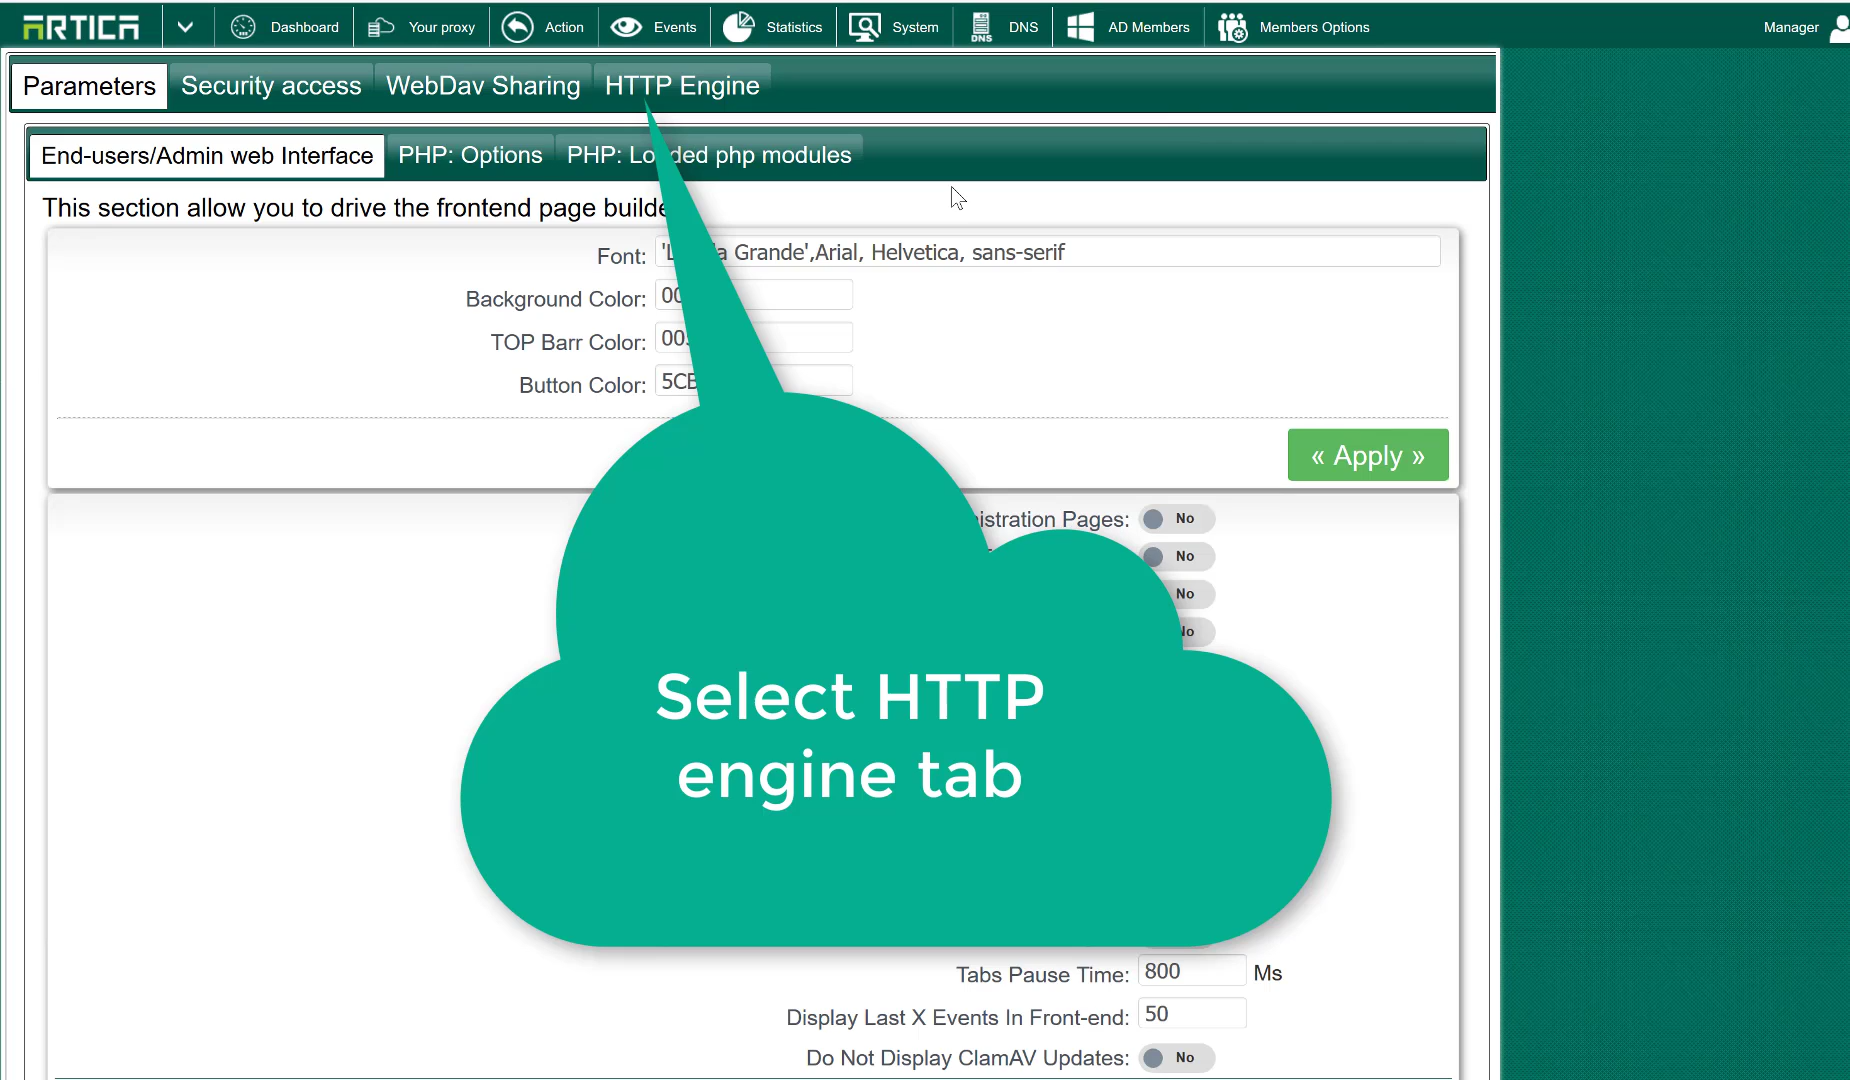 ARTICA Dashboard Your proxy Action Events Statistics System DNS DNS AD Members Members Options Manager
Parameters Security access WebDav Sharing HTTP Engine
End-users/Admin web Interface PHP: Options PHP: Loaded php modules
This section allow you to drive the frontend page
Font: Grande',Arial, Helvetica, sans-serif
Background Color:
TOP Barr Color:
Button Color:
« Apply »
Pages: No
No
No
No
Select HTTP
engine tab
Tabs Pause Time: 800 Ms
Display Last X Events In Front-end: 50
Do Not Display ClamAV Updates: No